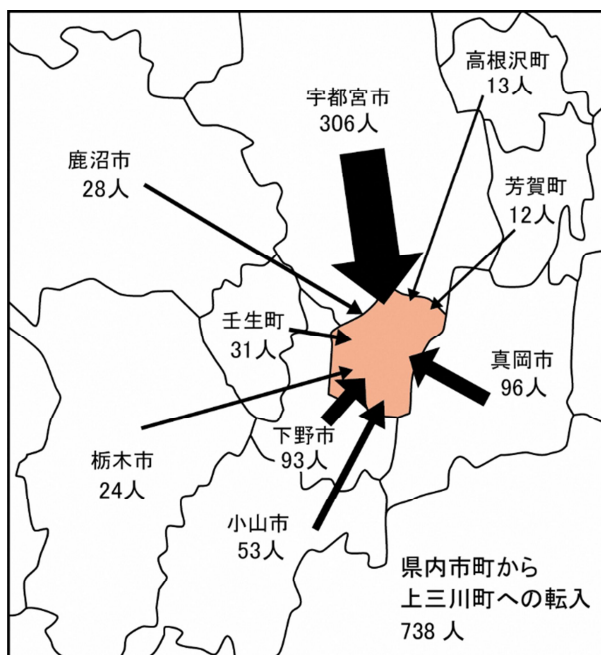 高根沢町
13人
宇都宮市
306人
鹿沼市
28人
芳賀町
12人
壬生町
31人
真岡市
96人
下野市
93人
栃木市
24人
小山市
53人
県内市町から
上三川町への転入
738 人